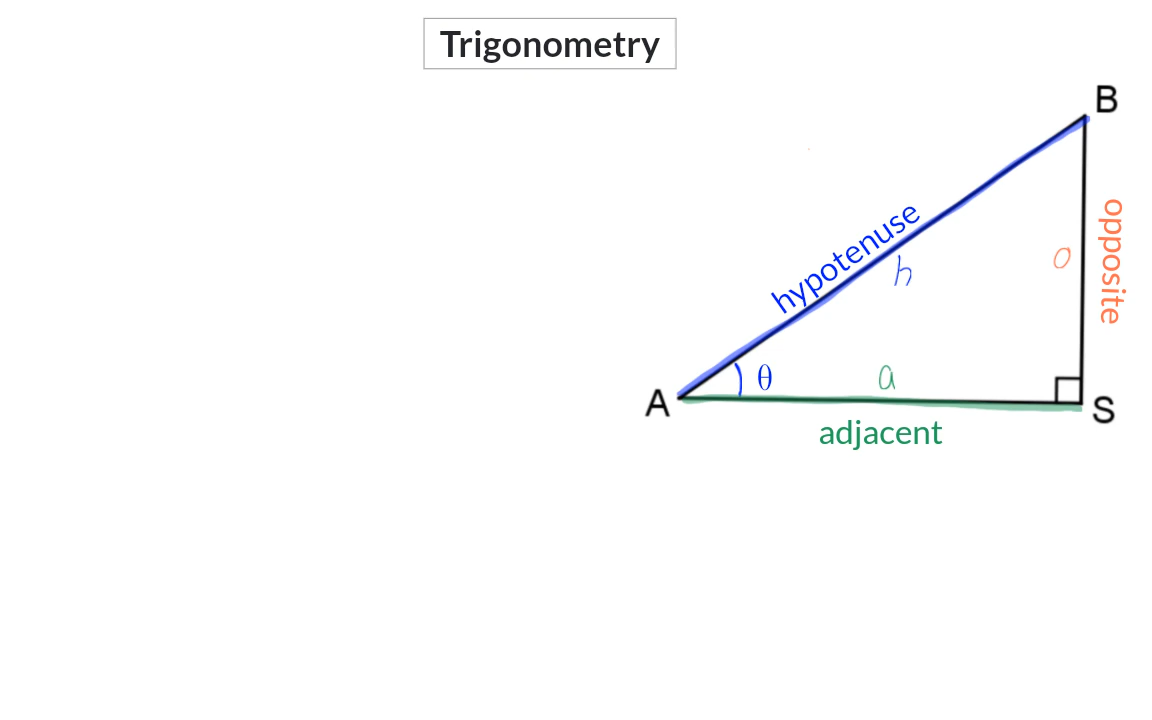 Trigonometry
B
hypotenuse
h
o
opposite
A
θ
a
S
adjacent